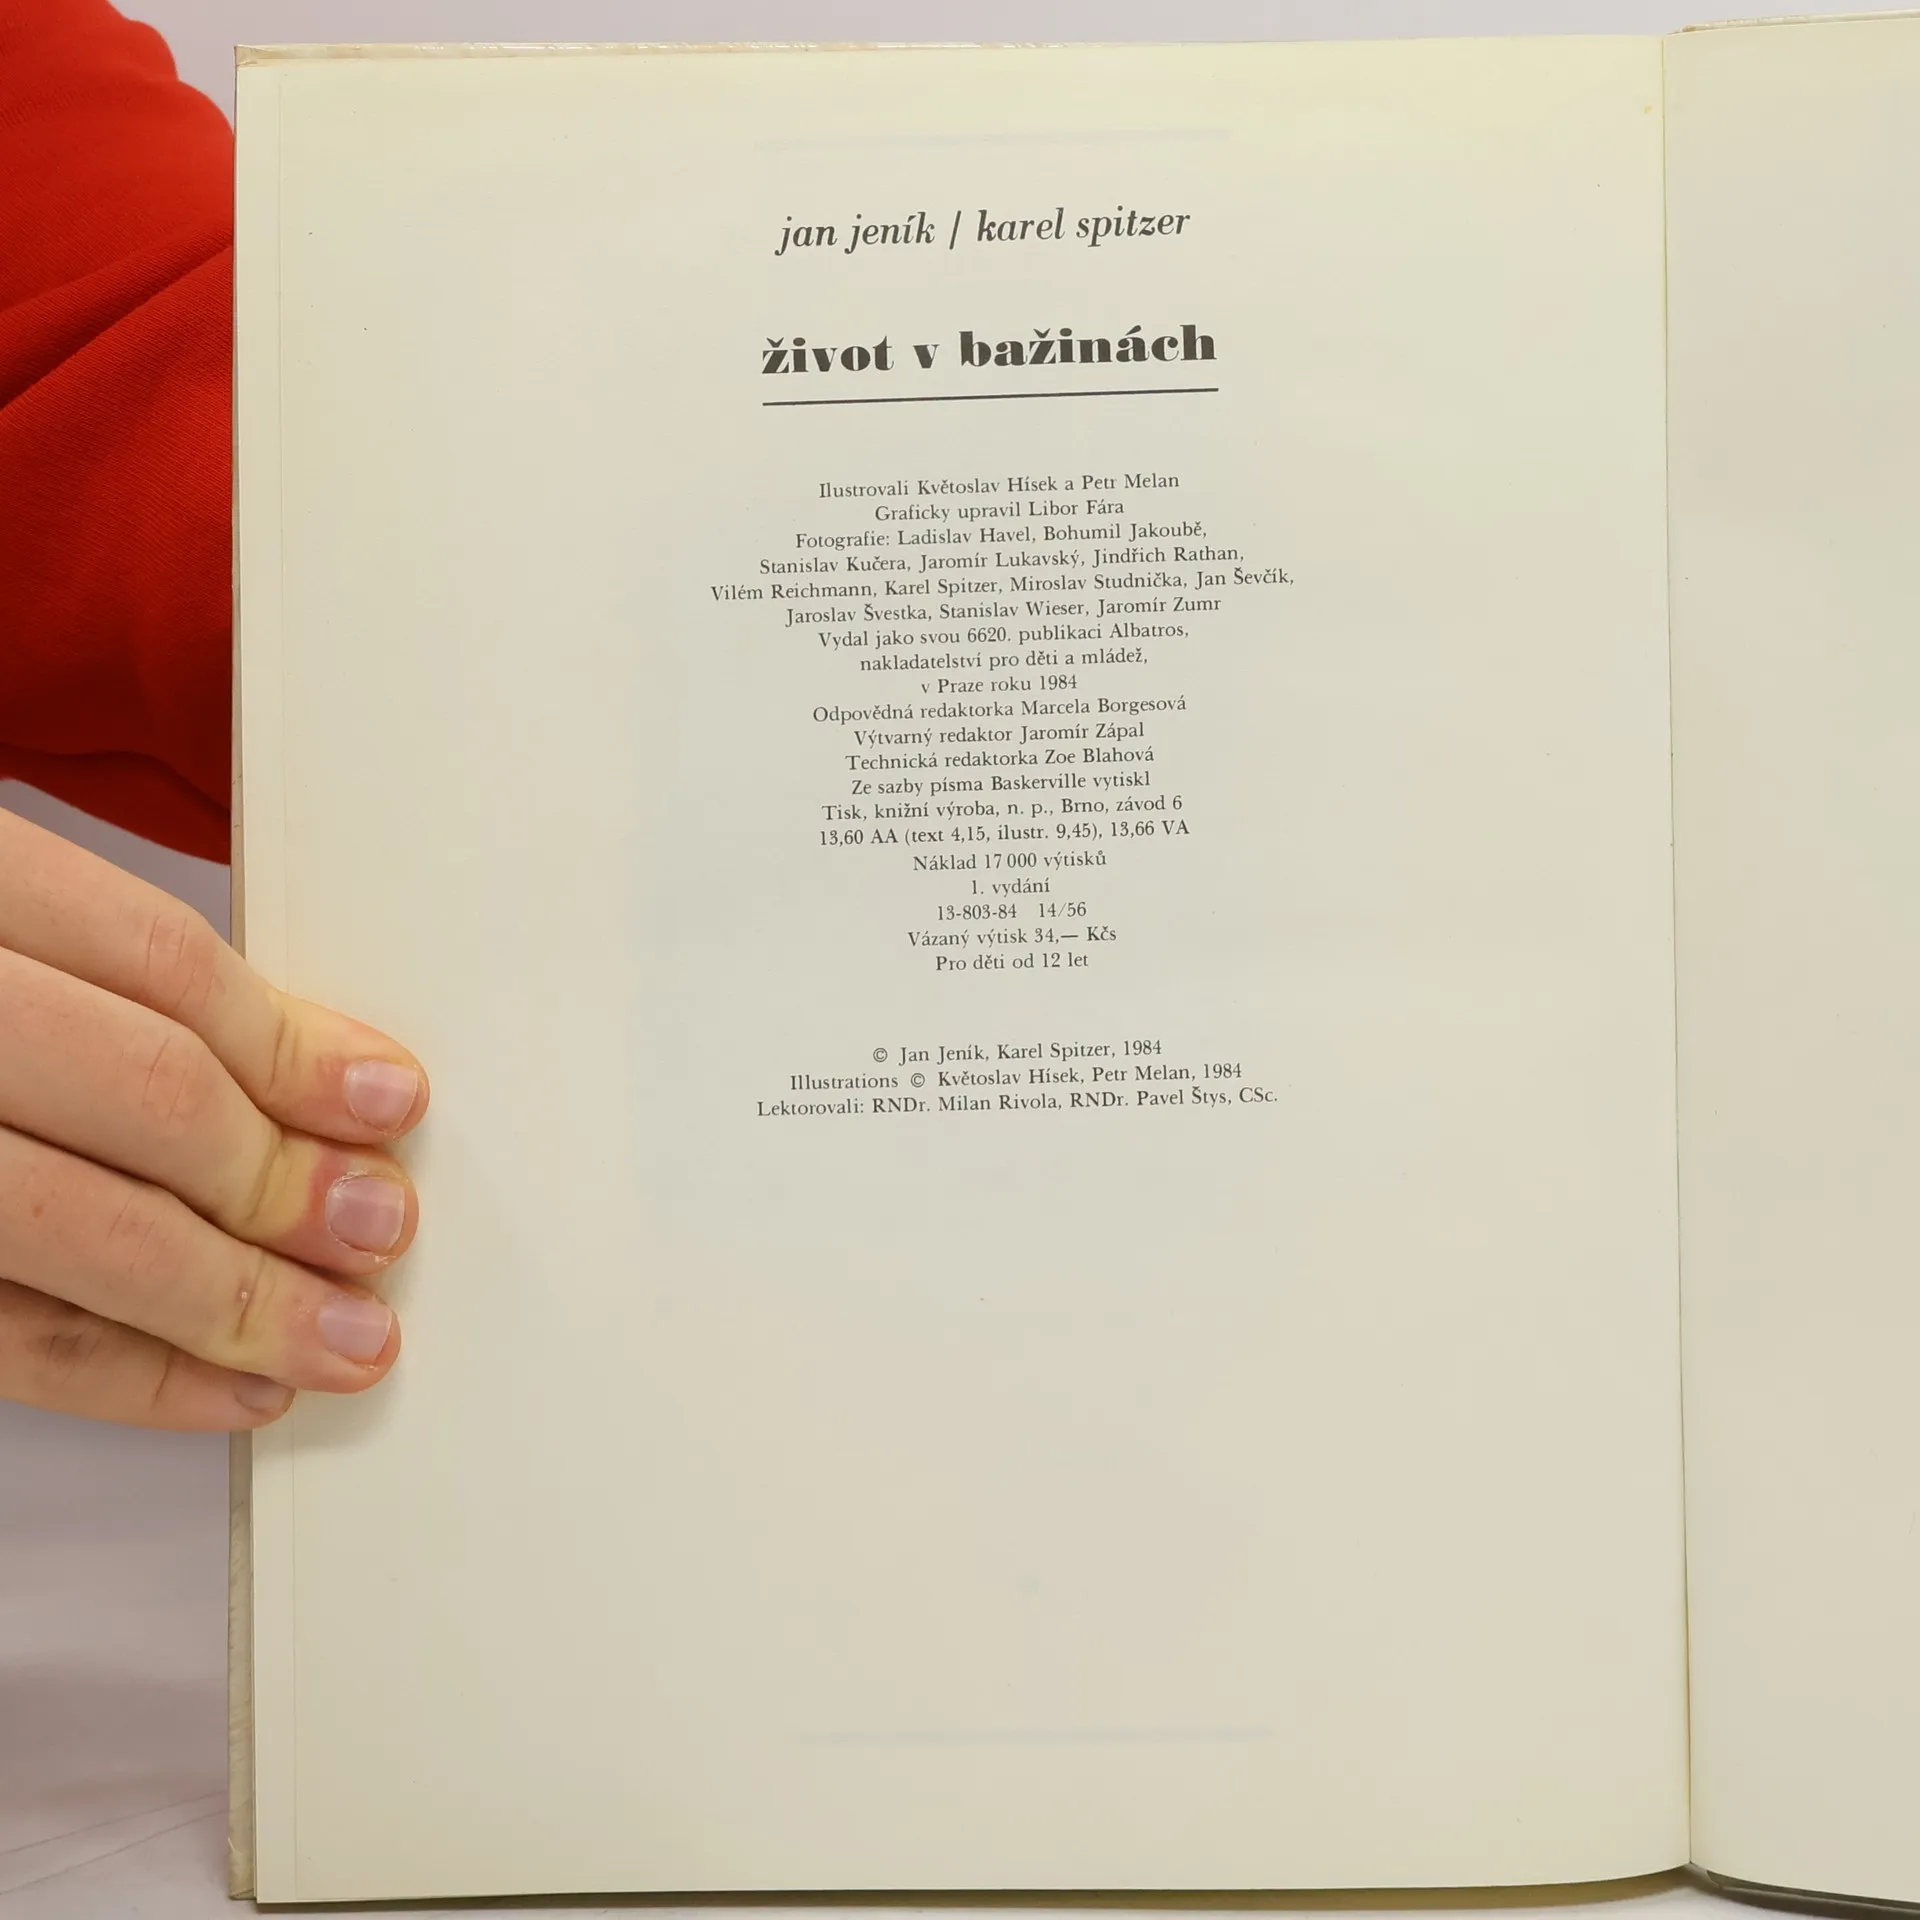 jan jeník / karel spitzer
život v bažinách
Ilustrovali Květoslav Hísek a Petr Melan
Graficky upravil Libor Fára
Fotografie: Ladislav Havel, Bohumil Jakoubě,
Stanislav Kučera, Jaromír Lukavský, Jindřich Rathan,
Vilém Reichmann, Karel Spitzer, Miroslav Studnička, Jan Ševčík,
Jaroslav Švestka, Stanislav Wieser, Jaromír Zumr
Vydal jako svou 6620. publikaci Albatros,
nakladatelství pro děti a mládež,
v Praze roku 1984
Odpovědná redaktorka Marcela Borgesová
Výtvarný redaktor Jaromír Zápal
Technická redaktorka Zoe Blahová
Ze sazby písma Baskerville vytiskl
Tisk, knižní výroba, n. p., Brno, závod 6
13,60 AA (text 4,15, ilustr. 9,45), 13,66 VA
Náklad 17 000 výtisků
1. vydání
13-803-84 14/56
Vázaný výtisk 34,— Kčs
Pro děti od 12 let
© Jan Jeník, Karel Spitzer, 1984
Illustrations © Květoslav Hísek, Petr Melan, 1984
Lektorovali: RNDr. Milan Rivola, RNDr. Pavel Štys, CSc.